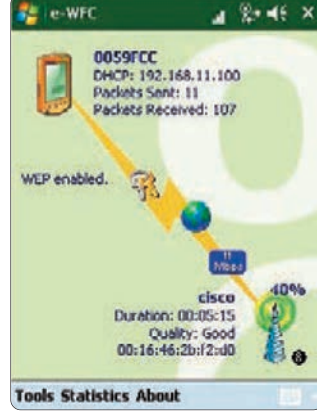 e-WFC
0059FCC
DHCP: 192.168.11.100
Packets Sent: 11
Packets Received: 107
WEP enabled.
11
Mbps
40%
cisco
Duration: 00:05:15
Quality: Good
00:16:46:2b:f2:d0
8
Tools Statistics About